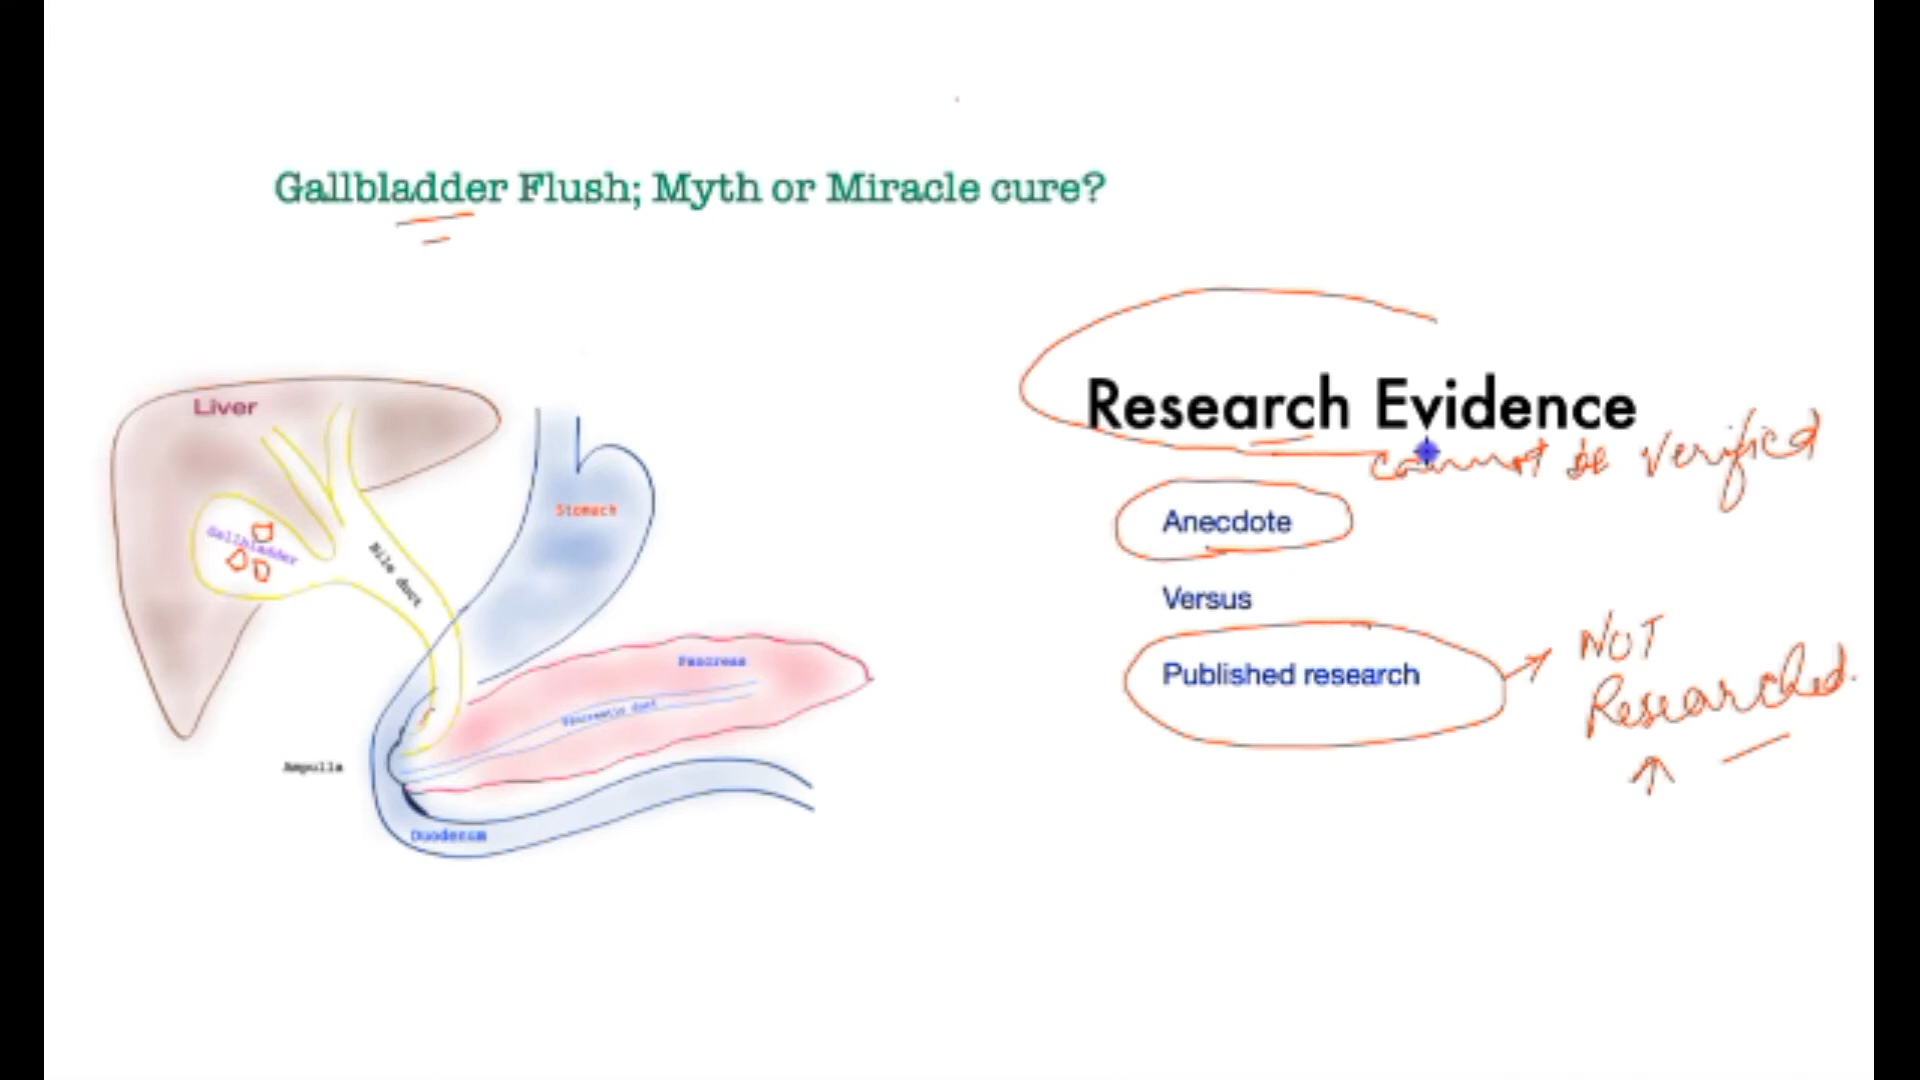 Gallbladder Flush; Myth or Miracle cure?
Liver
Gallbladder
Bile duct
Stomach
Pancreas
Pancreatic duct
Ampulla
Duodenum
Research Evidence
cannot be verified
Anecdote
Versus
Published research
NOT
Researched.